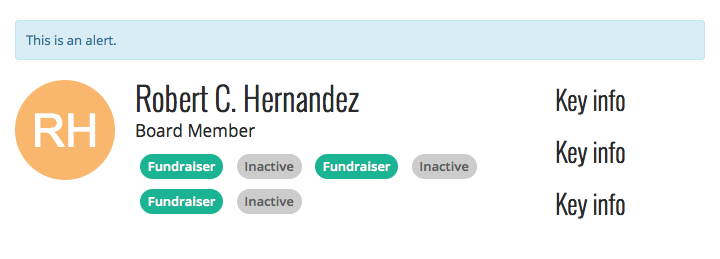 This is an alert.
RH
Robert C. Hernandez
Board Member
Fundraiser Inactive Fundraiser Inactive
Fundraiser Inactive
Key info
Key info
Key info